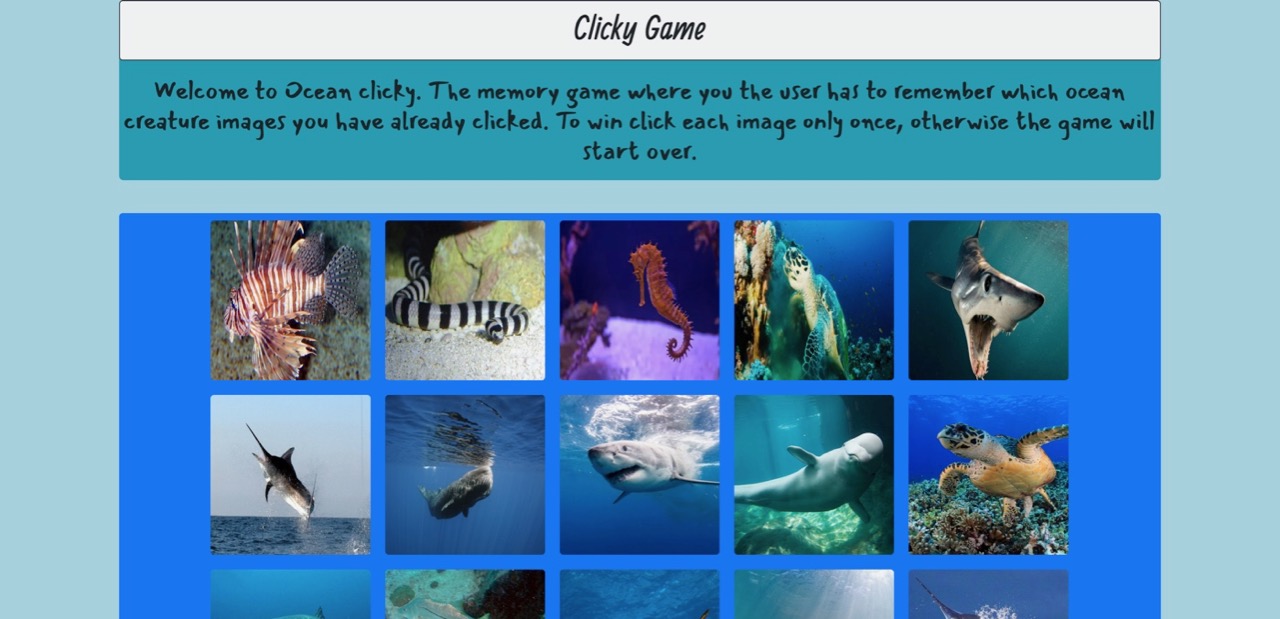 Clicky Game
Welcome to Ocean clicky. The memory game where you the user has to remember which ocean
creature images you have already clicked. To win click each image only once, otherwise the game will
start over.